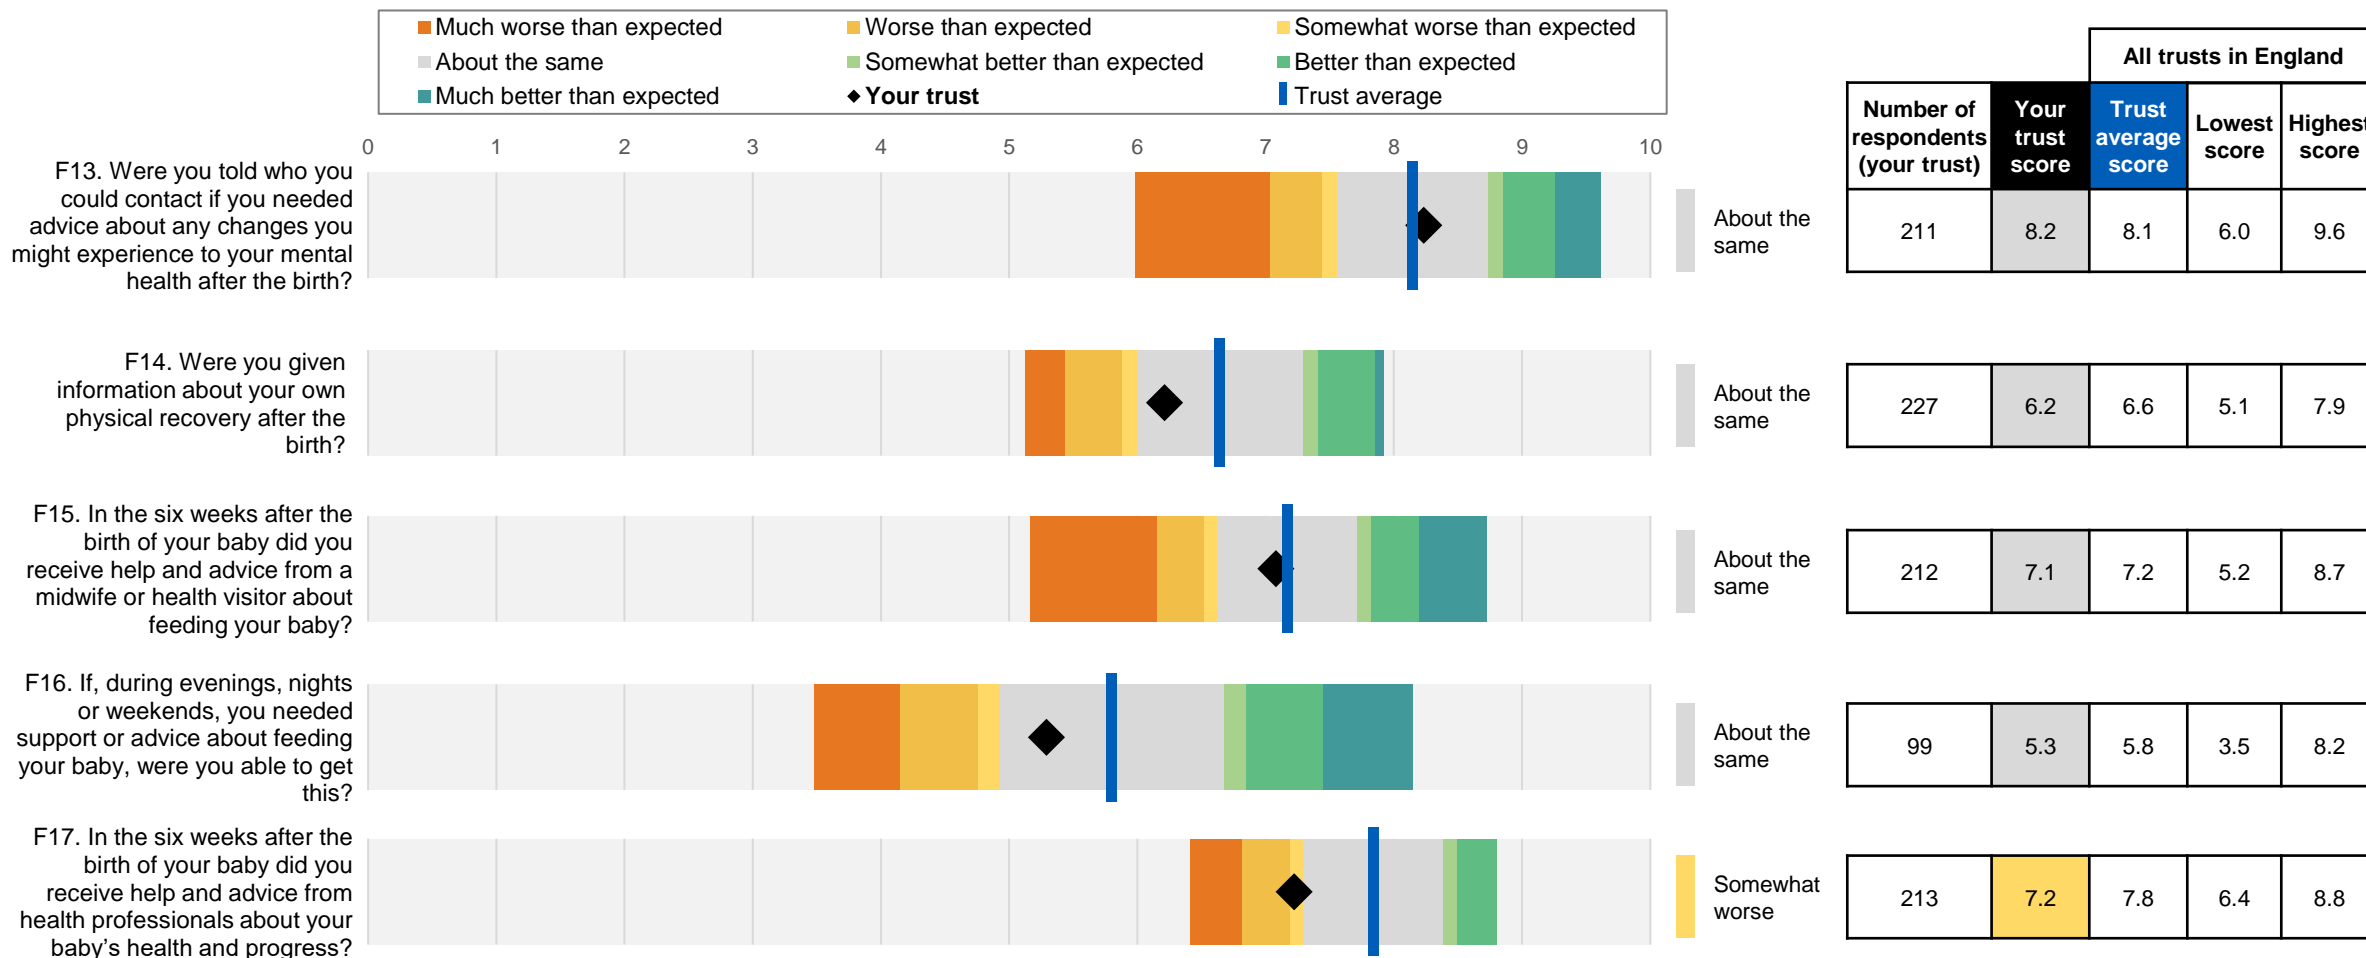 Much worse than expected
Worse than expected
Somewhat worse than expected
About the same
Somewhat better than expected
Better than expected
Much better than expected
Your trust
Trust average
All trusts in England
Number of respondents (your trust)
Your trust score
Trust average score
Lowest score
Highest score
0 1 2 3 4 5 6 7 8 9 10
F13. Were you told who you
could contact if you needed
advice about any changes you
might experience to your mental
health after the birth?
About the
same
211 8.2 8.1 6.0 9.6
F14. Were you given
information about your own
physical recovery after the
birth?
About the
same
227 6.2 6.6 5.1 7.9
F15. In the six weeks after the
birth of your baby did you
receive help and advice from a
midwife or health visitor about
feeding your baby?
About the
same
212 7.1 7.2 5.2 8.7
F16. If, during evenings, nights
or weekends, you needed
support or advice about feeding
your baby, were you able to get
this?
About the
same
99 5.3 5.8 3.5 8.2
F17. In the six weeks after the
birth of your baby did you
receive help and advice from
health professionals about your
baby's health and progress?
Somewhat
worse
213 7.2 7.8 6.4 8.8